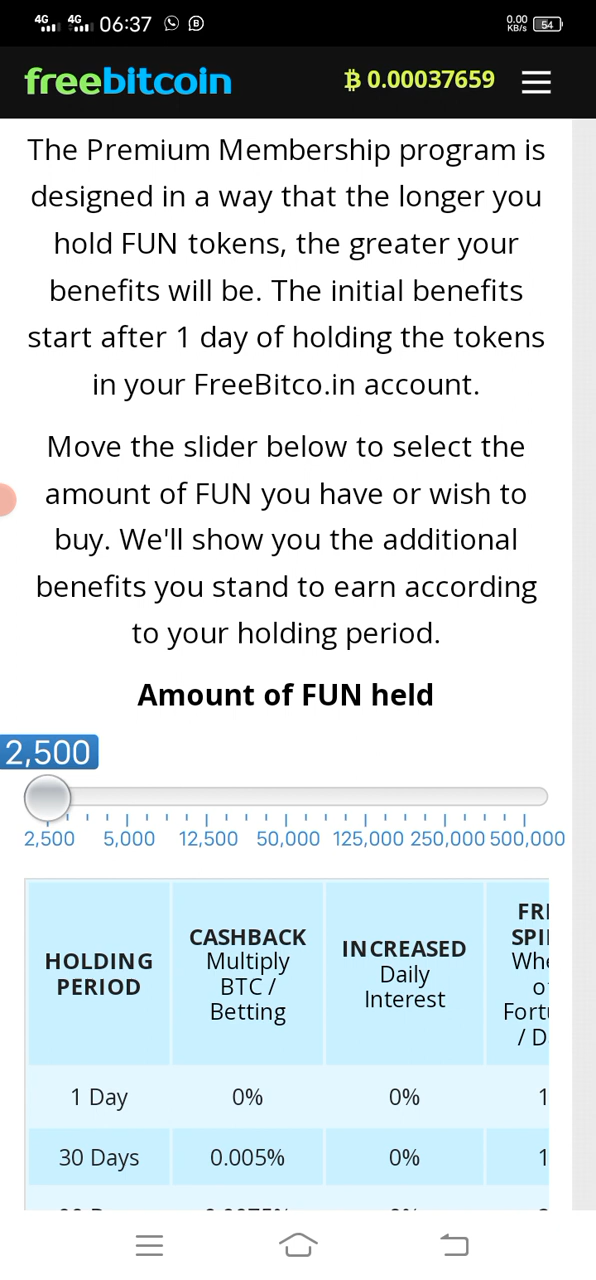 4G 4G 06:37 0.00 KB/s 54
freebitcoin ₿ 0.00037659
The Premium Membership program is
designed in a way that the longer you
hold FUN tokens, the greater your
benefits will be. The initial benefits
start after 1 day of holding the tokens
in your FreeBitco.in account.
Move the slider below to select the
amount of FUN you have or wish to
buy. We'll show you the additional
benefits you stand to earn according
to your holding period.
Amount of FUN held
2,500
2,500 5,000 12,500 50,000 125,000 250,000 500,000
HOLDING
PERIOD
CASHBACK
Multiply
BTC /
Betting
INCREASED
Daily
Interest
/ D
1 Day 0% 0% 1
30 Days 0.005% 0% 1